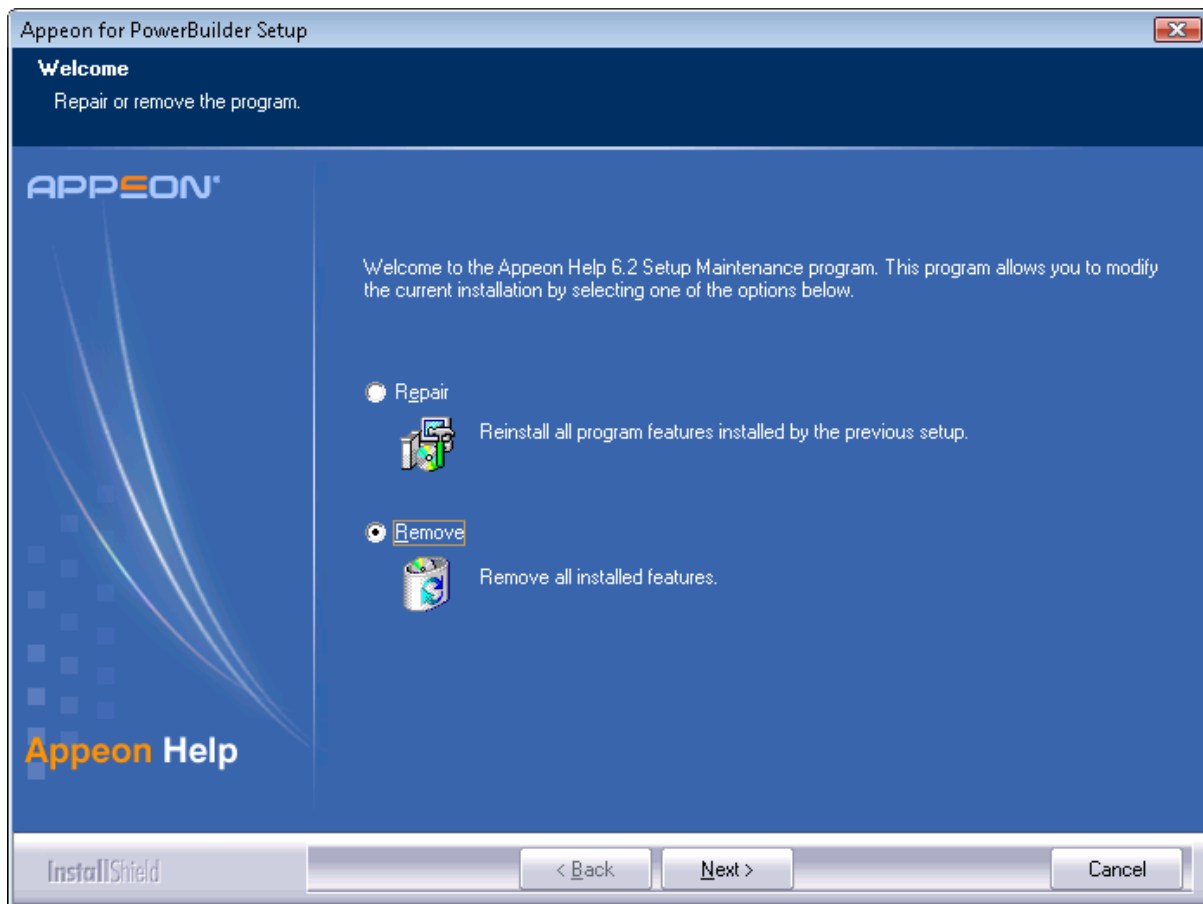 Appeon for PowerBuilder Setup
Welcome
Repair or remove the program.
APPEON
Welcome to the Appeon Help 6.2 Setup Maintenance program. This program allows you to modify
the current installation by selecting one of the options below.
Repair
Reinstall all program features installed by the previous setup.
Remove
Remove all installed features.
Appeon Help
InstallShield
< Back
Next >
Cancel